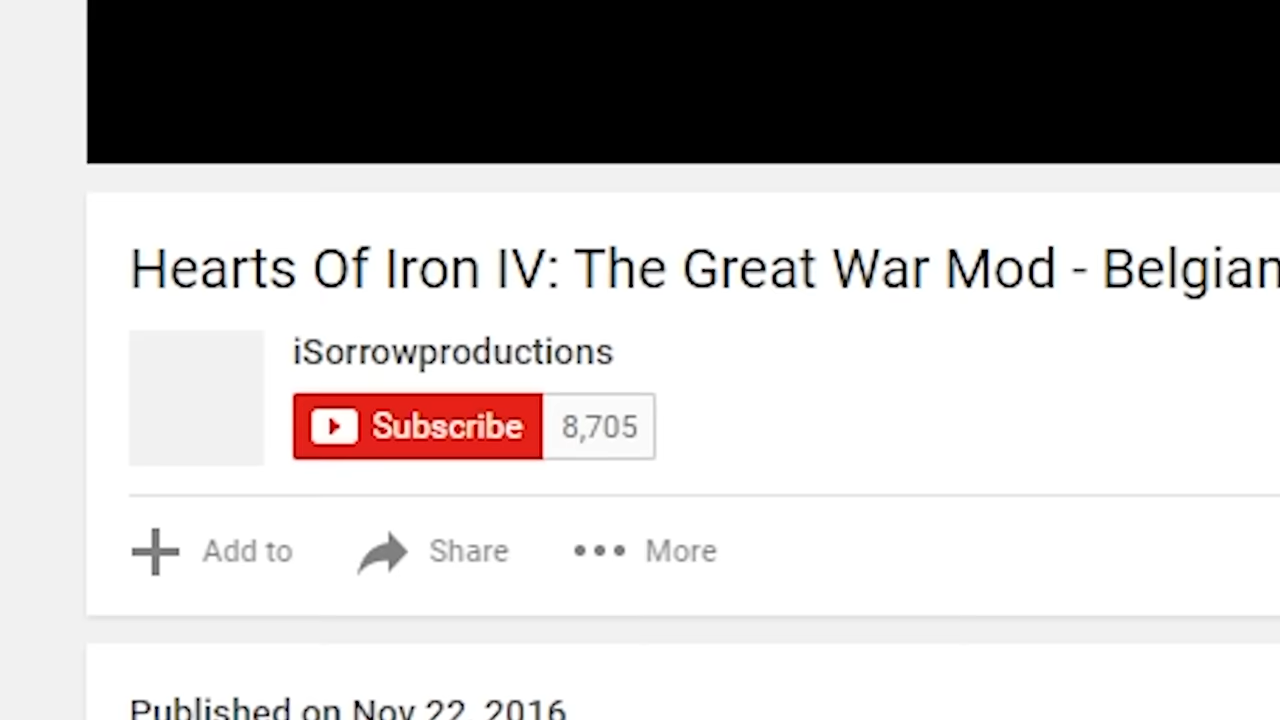 Hearts Of Iron IV: The Great War Mod - Belgian
iSorrowproductions
Subscribe 8,705
Add to Share More
Published on Nov 22, 2016